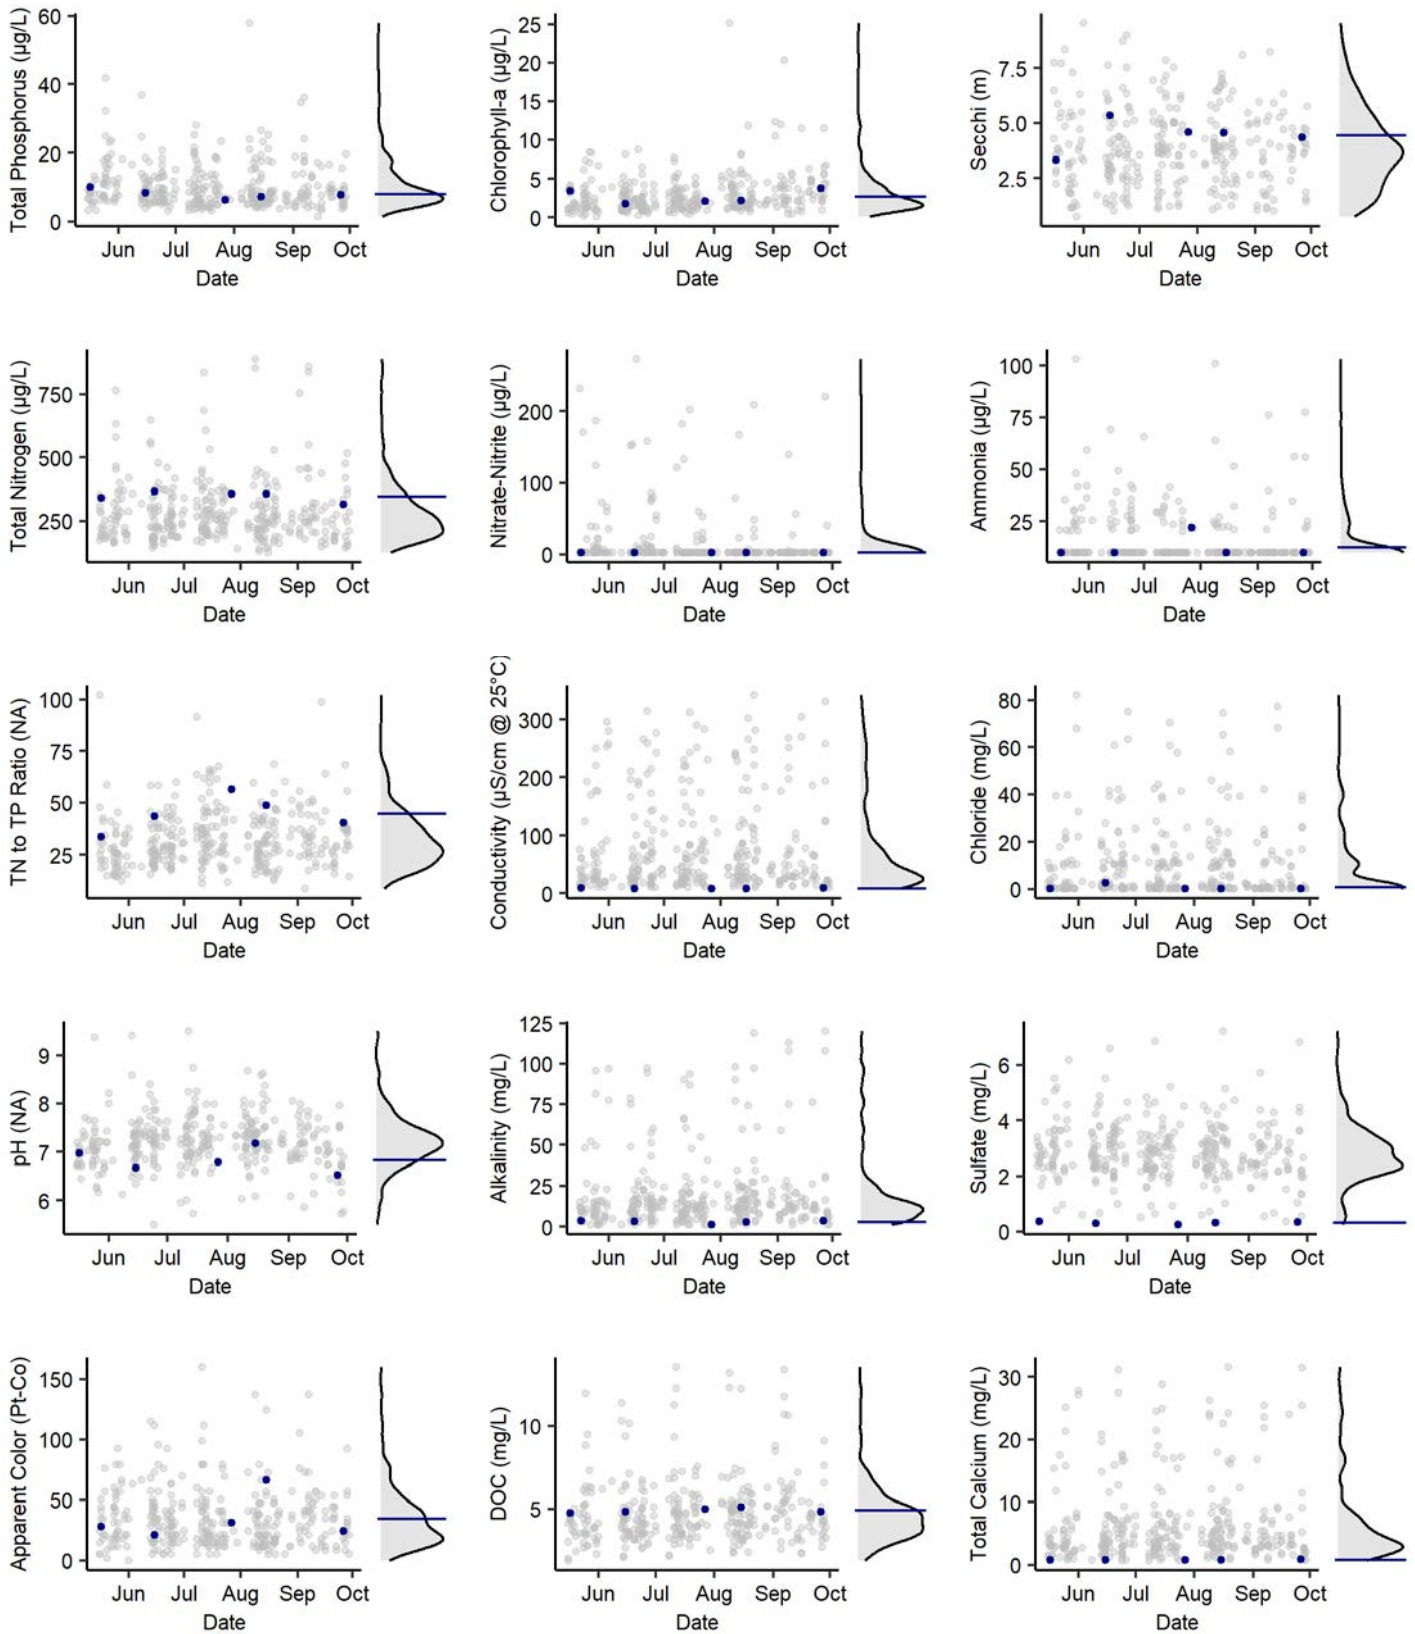 Total Phosphorus (µg/L)
60
40
20
0
Jun Jul Aug Sep Oct
Date
Chlorophyll-a (µg/L)
25
20
15
10
5
0
Jun Jul Aug Sep Oct
Date
Secchi (m)
7.5
5.0
2.5
Jun Jul Aug Sep Oct
Date
Total Nitrogen (µg/L)
750
500
250
Jun Jul Aug Sep Oct
Date
Nitrate-Nitrite (µg/L)
200
100
0
Jun Jul Aug Sep Oct
Date
Ammonia (µg/L)
100
75
50
25
Jun Jul Aug Sep Oct
Date
TN to TP Ratio (NA)
100
75
50
25
Jun Jul Aug Sep Oct
Date
Conductivity (µS/cm @ 25°C)
300
200
100
0
Jun Jul Aug Sep Oct
Date
Chloride (mg/L)
80
60
40
20
0
Jun Jul Aug Sep Oct
Date
pH (NA)
9
8
7
6
Jun Jul Aug Sep Oct
Date
Alkalinity (mg/L)
125
100
75
50
25
0
Jun Jul Aug Sep Oct
Date
Sulfate (mg/L)
6
4
2
0
Jun Jul Aug Sep Oct
Date
Apparent Color (Pt-Co)
150
100
50
0
Jun Jul Aug Sep Oct
Date
DOC (mg/L)
10
5
Jun Jul Aug Sep Oct
Date
Total Calcium (mg/L)
30
20
10
0
Jun Jul Aug Sep Oct
Date